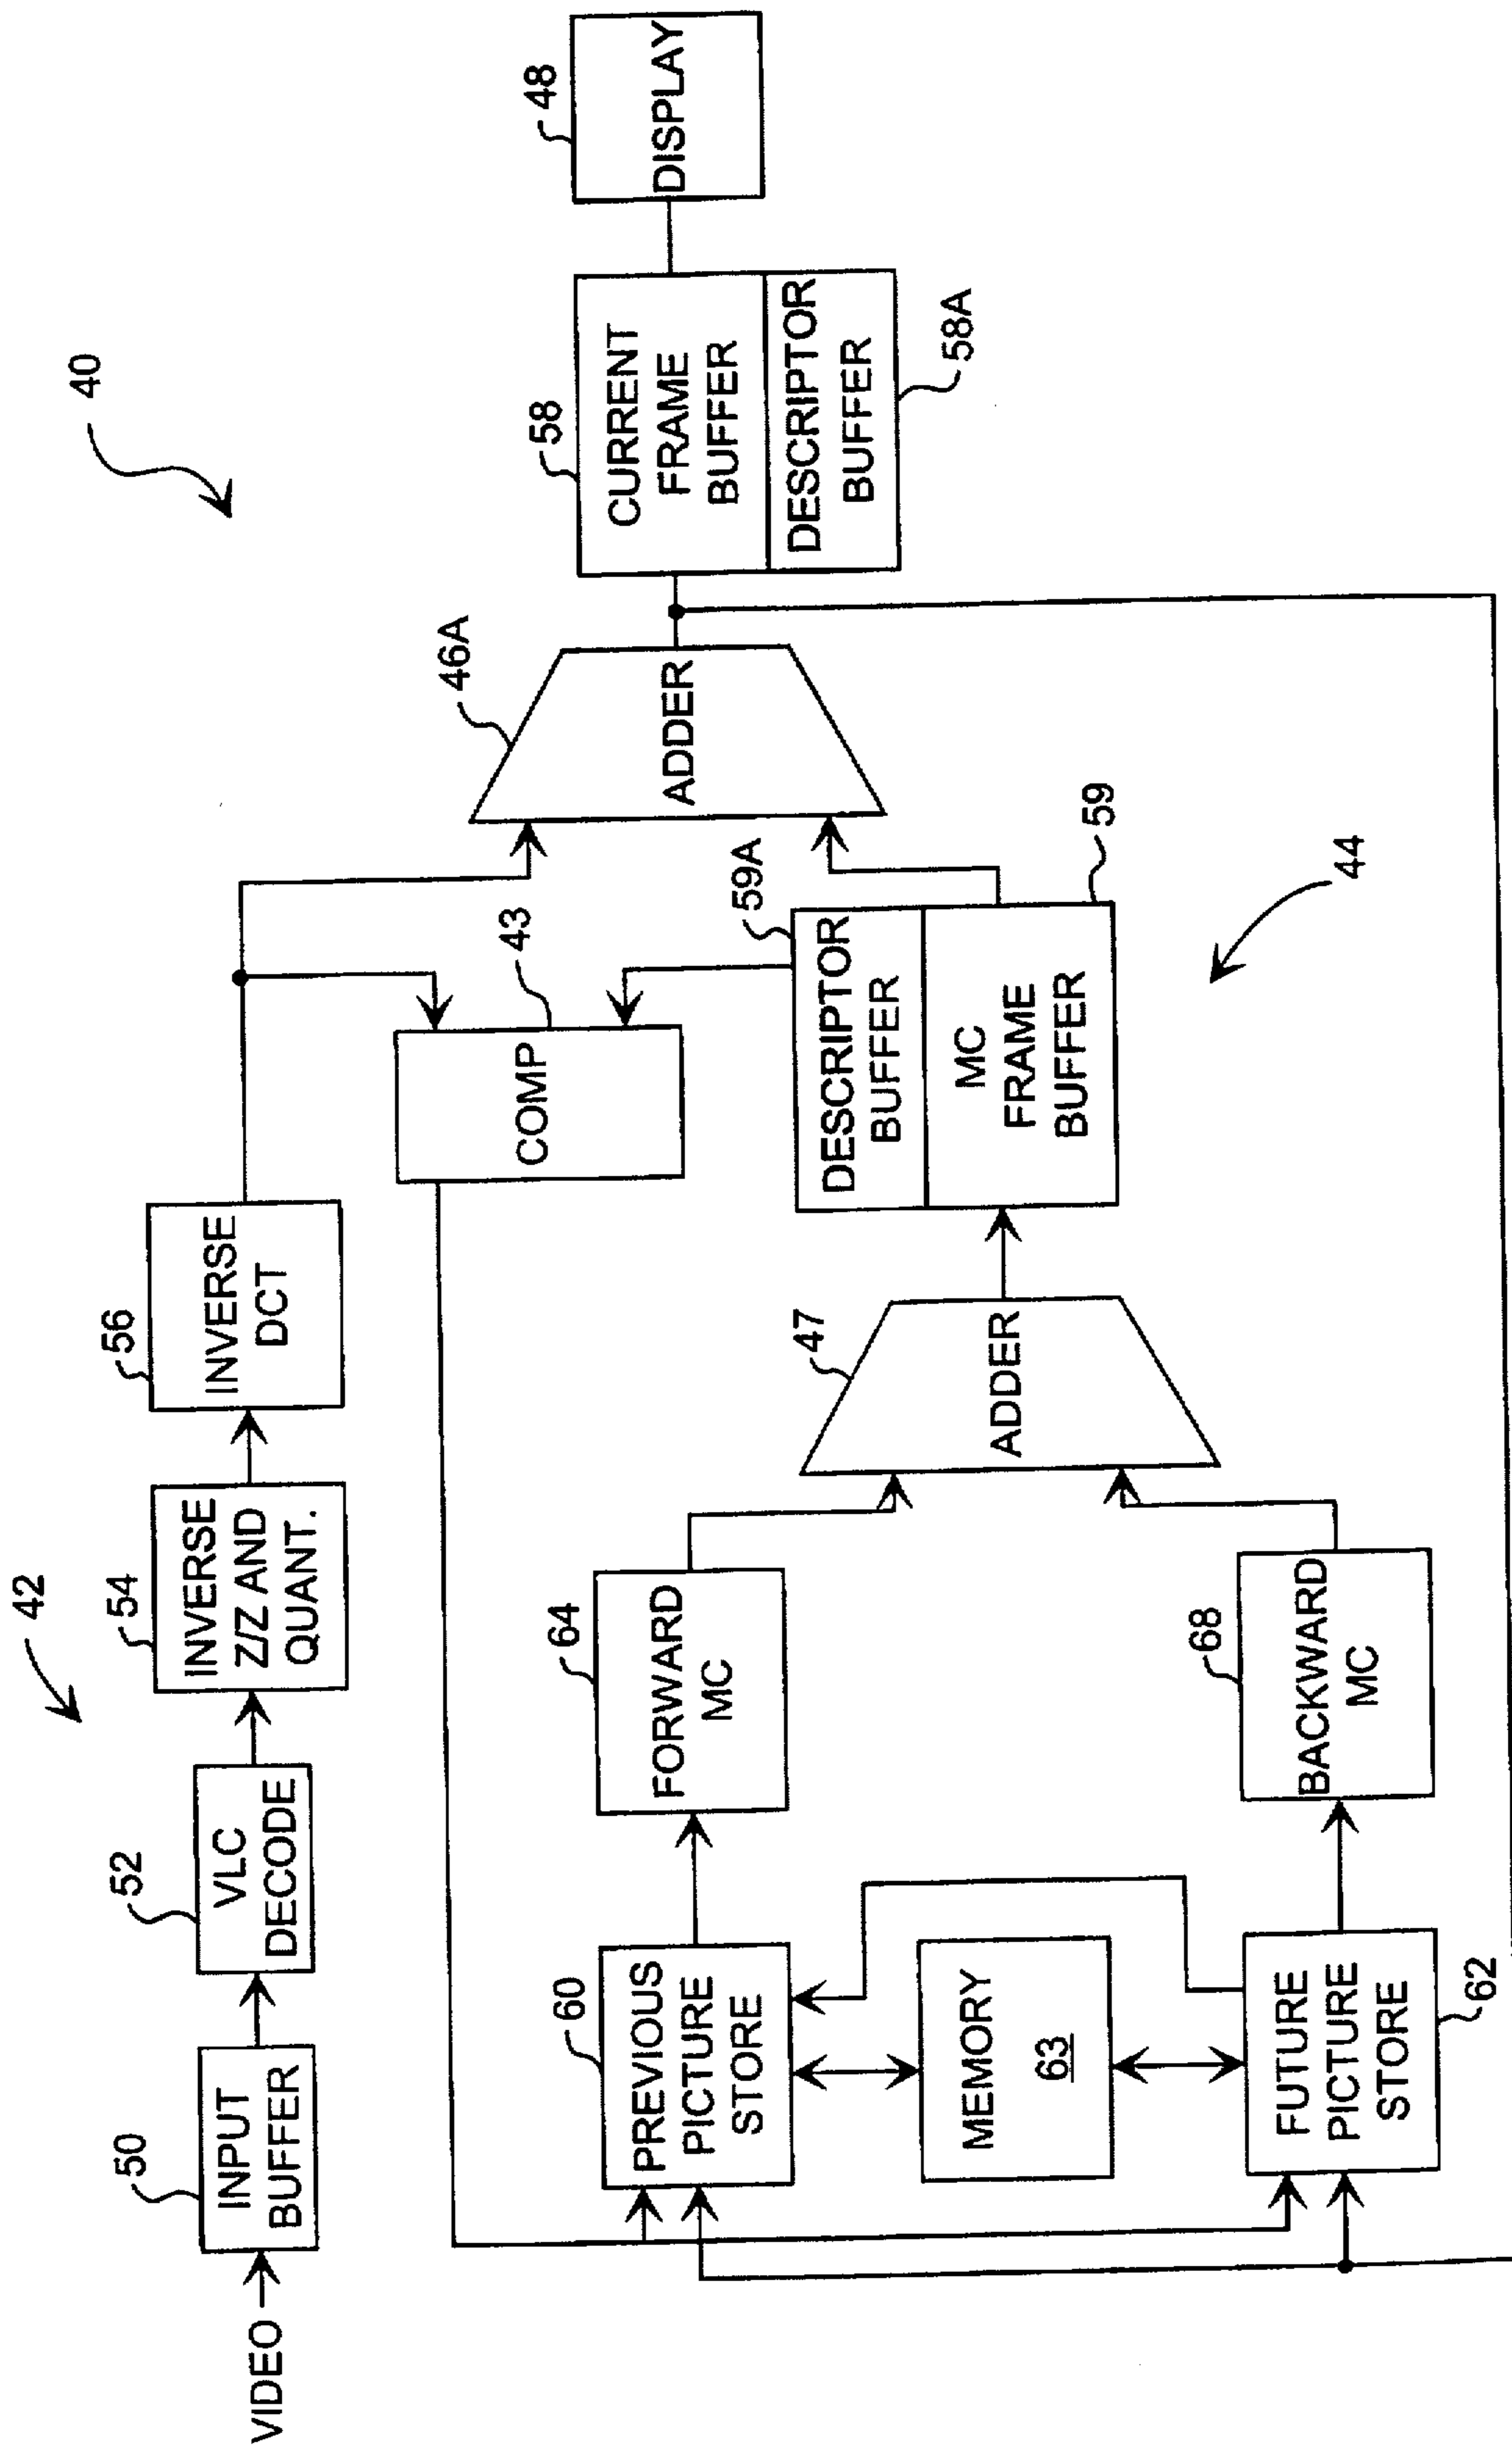 40
42
VIDEO
50
INPUT
BUFFER
52
VLC
DECODE
54
INVERSE
Z/Z AND
QUANT.
56
INVERSE
DCT
43
COMP
46A
ADDER
58
CURRENT
FRAME
BUFFER
DESCRIPTOR
BUFFER
58A
48
DISPLAY
60
PREVIOUS
PICTURE
STORE
64
FORWARD
MC
MEMORY
63
FUTURE
PICTURE
STORE
62
68
BACKWARD
MC
47
ADDER
59A
DESCRIPTOR
BUFFER
MC
FRAME
BUFFER
59
44